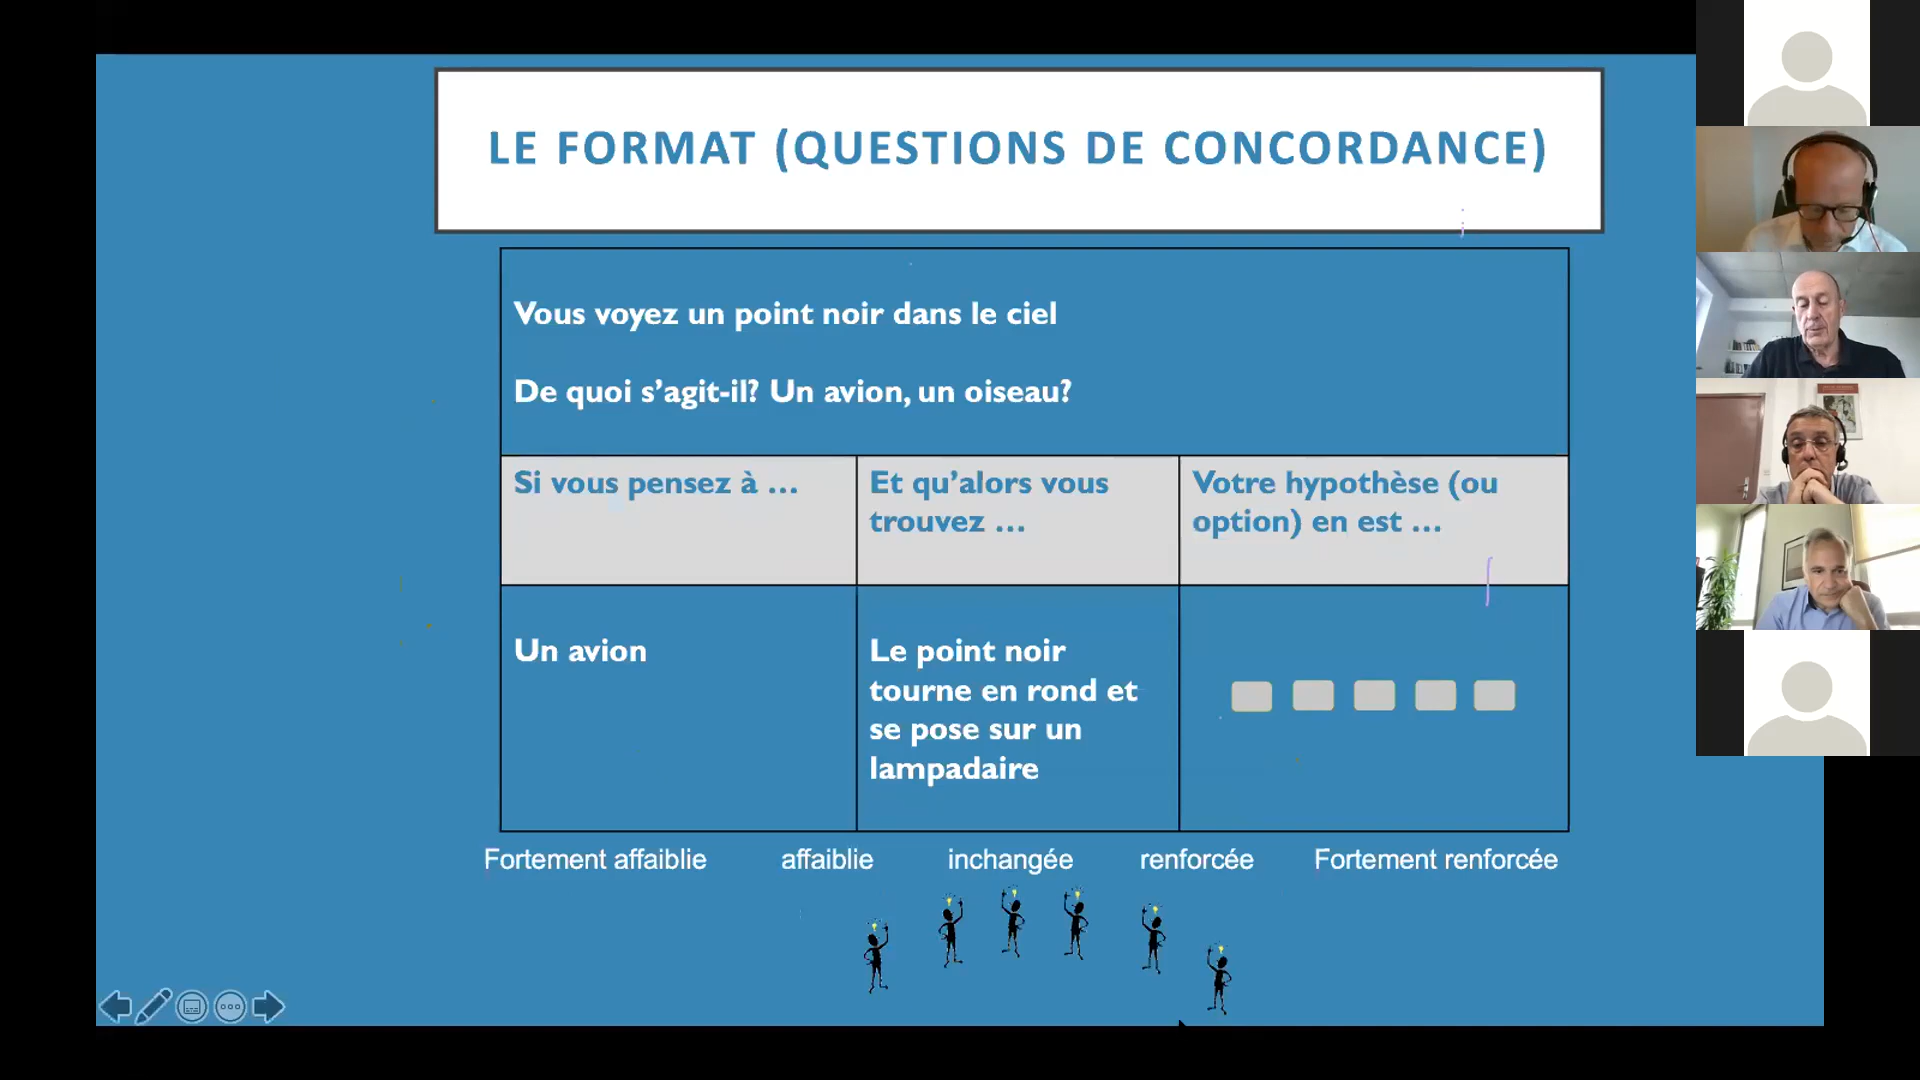 LE FORMAT (QUESTIONS DE CONCORDANCE)
Vous voyez un point noir dans le ciel
De quoi s’agit-il? Un avion, un oiseau?
Si vous pensez à …
Et qu’alors vous
trouvez …
Votre hypothèse (ou
option) en est …
Un avion
Le point noir
tourne en rond et
se pose sur un
lampadaire
Fortement affaiblie
affaiblie
inchangée
renforcée
Fortement renforcée